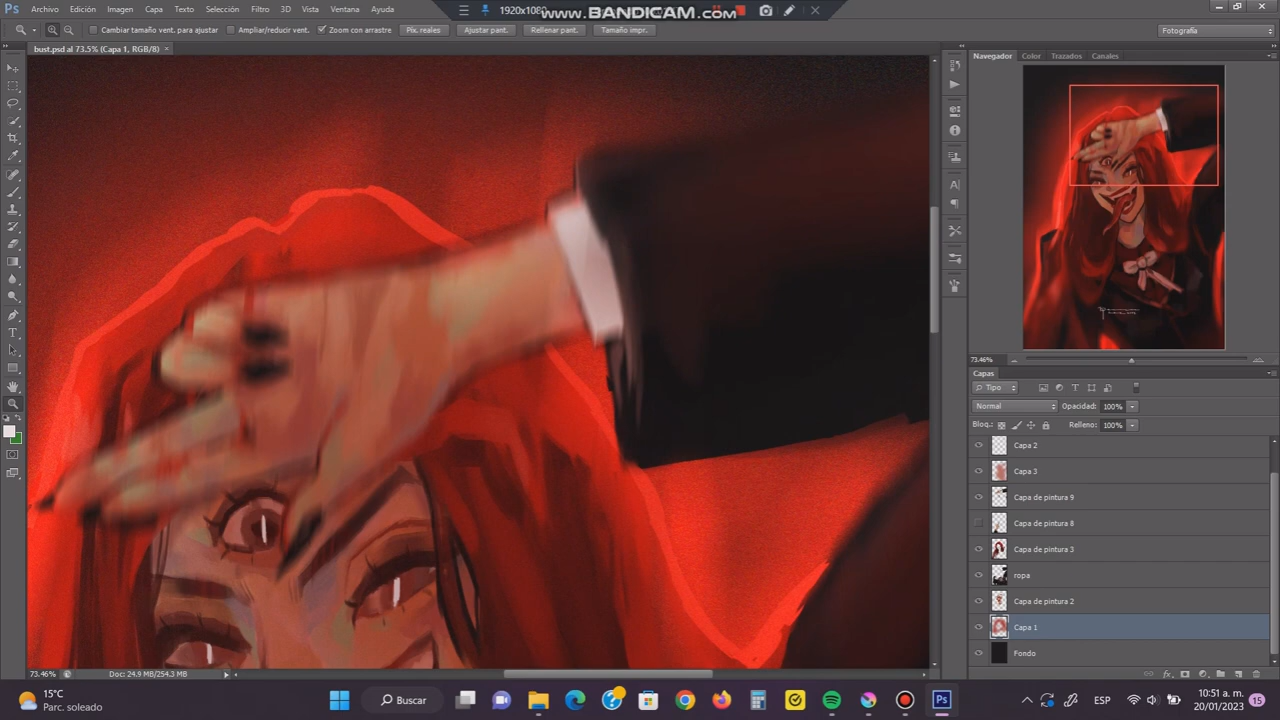 Ps
Archivo Edición Imagen Capa Texto Selección Filtro 3D Vista Ventana Ayuda
1920x1080
www.BANDICAM.com
Cambiar tamaño vent. para ajustar
Ampliar/reducir vent.
Zoom con arrastre
Píx. reales
Ajustar pant.
Rellenar pant.
Tamaño impr.
Fotografía
bust.psd al 73.5% (Capa 1, RGB/8)
Navegador Color Trazados Canales
73.46%
Capas
Tipo
Normal
Opacidad: 100%
Bloq.:
Relleno: 100%
Capa 2
Capa 3
Capa de pintura 9
Capa de pintura 8
Capa de pintura 3
ropa
Capa de pintura 2
Capa 1
Fondo
73.46%
Doc: 24.9 MB/254.3 MB
15°C
Parc. soleado
Buscar
Ps
ESP
10:51 a. m.
20/01/2023
15